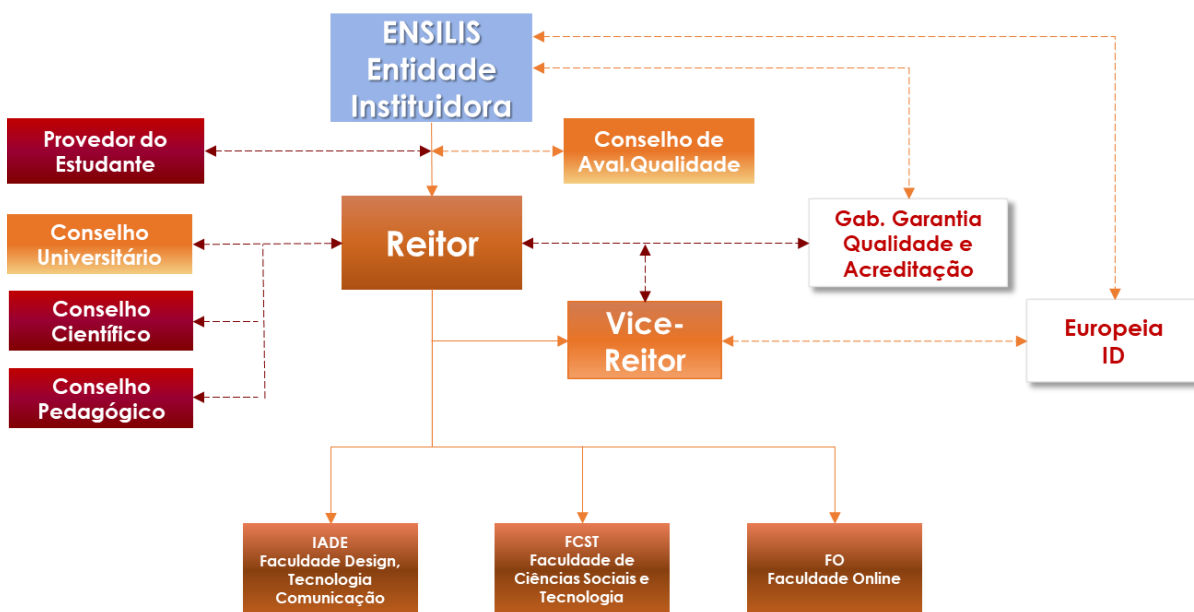 ENSILIS
Entidade
Instituidora
Provedor do
Estudante
Conselho de
Aval.Qualidade
Conselho
Universitário
Reitor
Gab. Garantia
Qualidade e
Acreditação
Conselho
Científico
Vice-
Reitor
Europeia
ID
Conselho
Pedagógico
IADE
Faculdade Design,
Tecnologia
Comunicação
FCST
Faculdade de
Ciências Sociais e
Tecnologia
FO
Faculdade Online